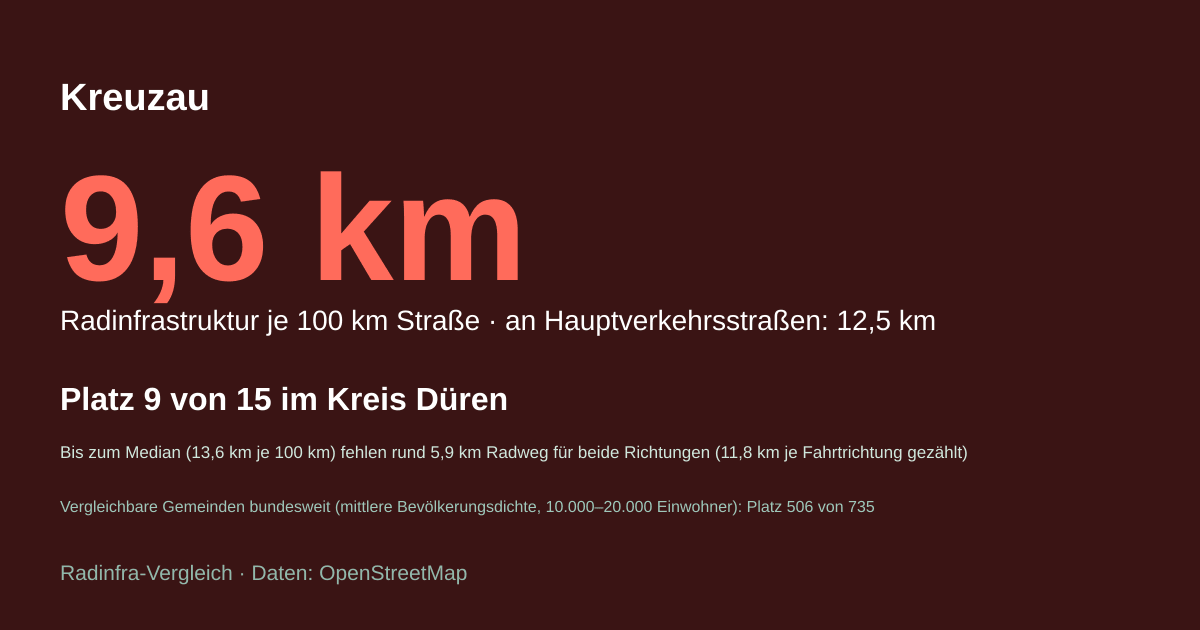 Kreuzau
9,6 km
Radinfrastruktur je 100 km Straße · an Hauptverkehrsstraßen: 12,5 km
Platz 9 von 15 im Kreis Düren
Bis zum Median (13,6 km je 100 km) fehlen rund 5,9 km Radweg für beide Richtungen (11,8 km je Fahrtrichtung gezählt)
Vergleichbare Gemeinden bundesweit (mittlere Bevölkerungsdichte, 10.000–20.000 Einwohner): Platz 506 von 735
Radinfra-Vergleich · Daten: OpenStreetMap